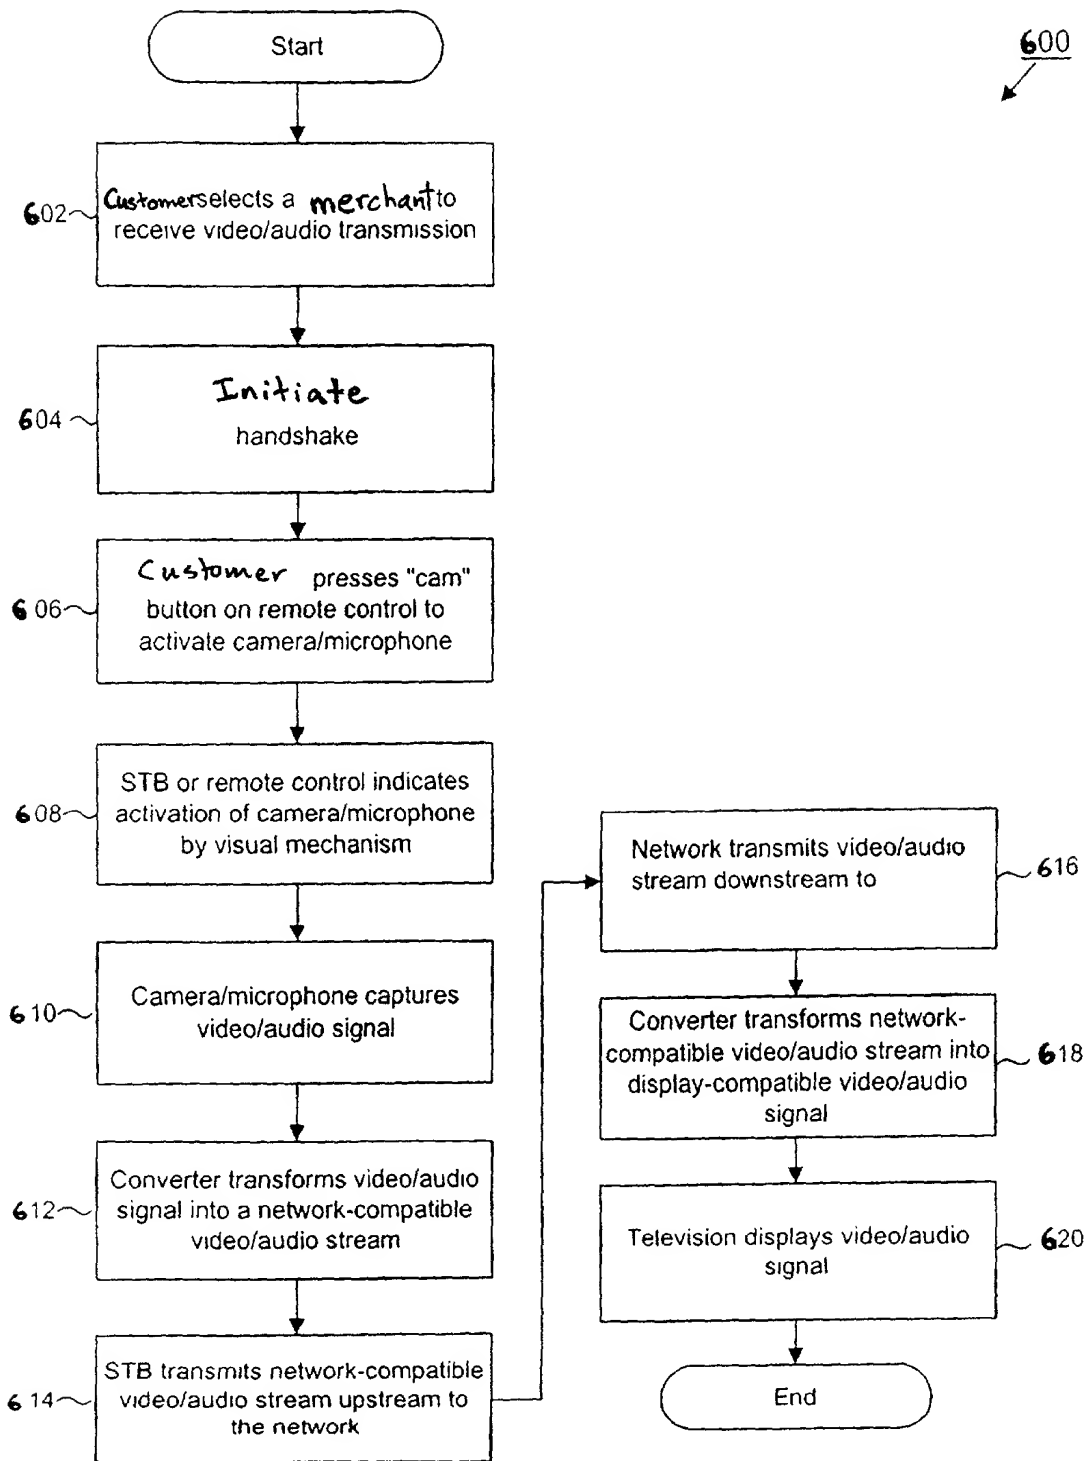 Start
600
602
Customer selects a merchant to
receive video/audio transmission
604
Initiate
handshake
606
Customer presses "cam"
button on remote control to
activate camera/microphone
608
STB or remote control indicates
activation of camera/microphone
by visual mechanism
610
Camera/microphone captures
video/audio signal
612
Converter transforms video/audio
signal into a network-compatible
video/audio stream
614
STB transmits network-compatible
video/audio stream upstream to
the network
Network transmits video/audio
stream downstream to
616
Converter transforms network-
compatible video/audio stream into
display-compatible video/audio
signal
618
Television displays video/audio
signal
620
End